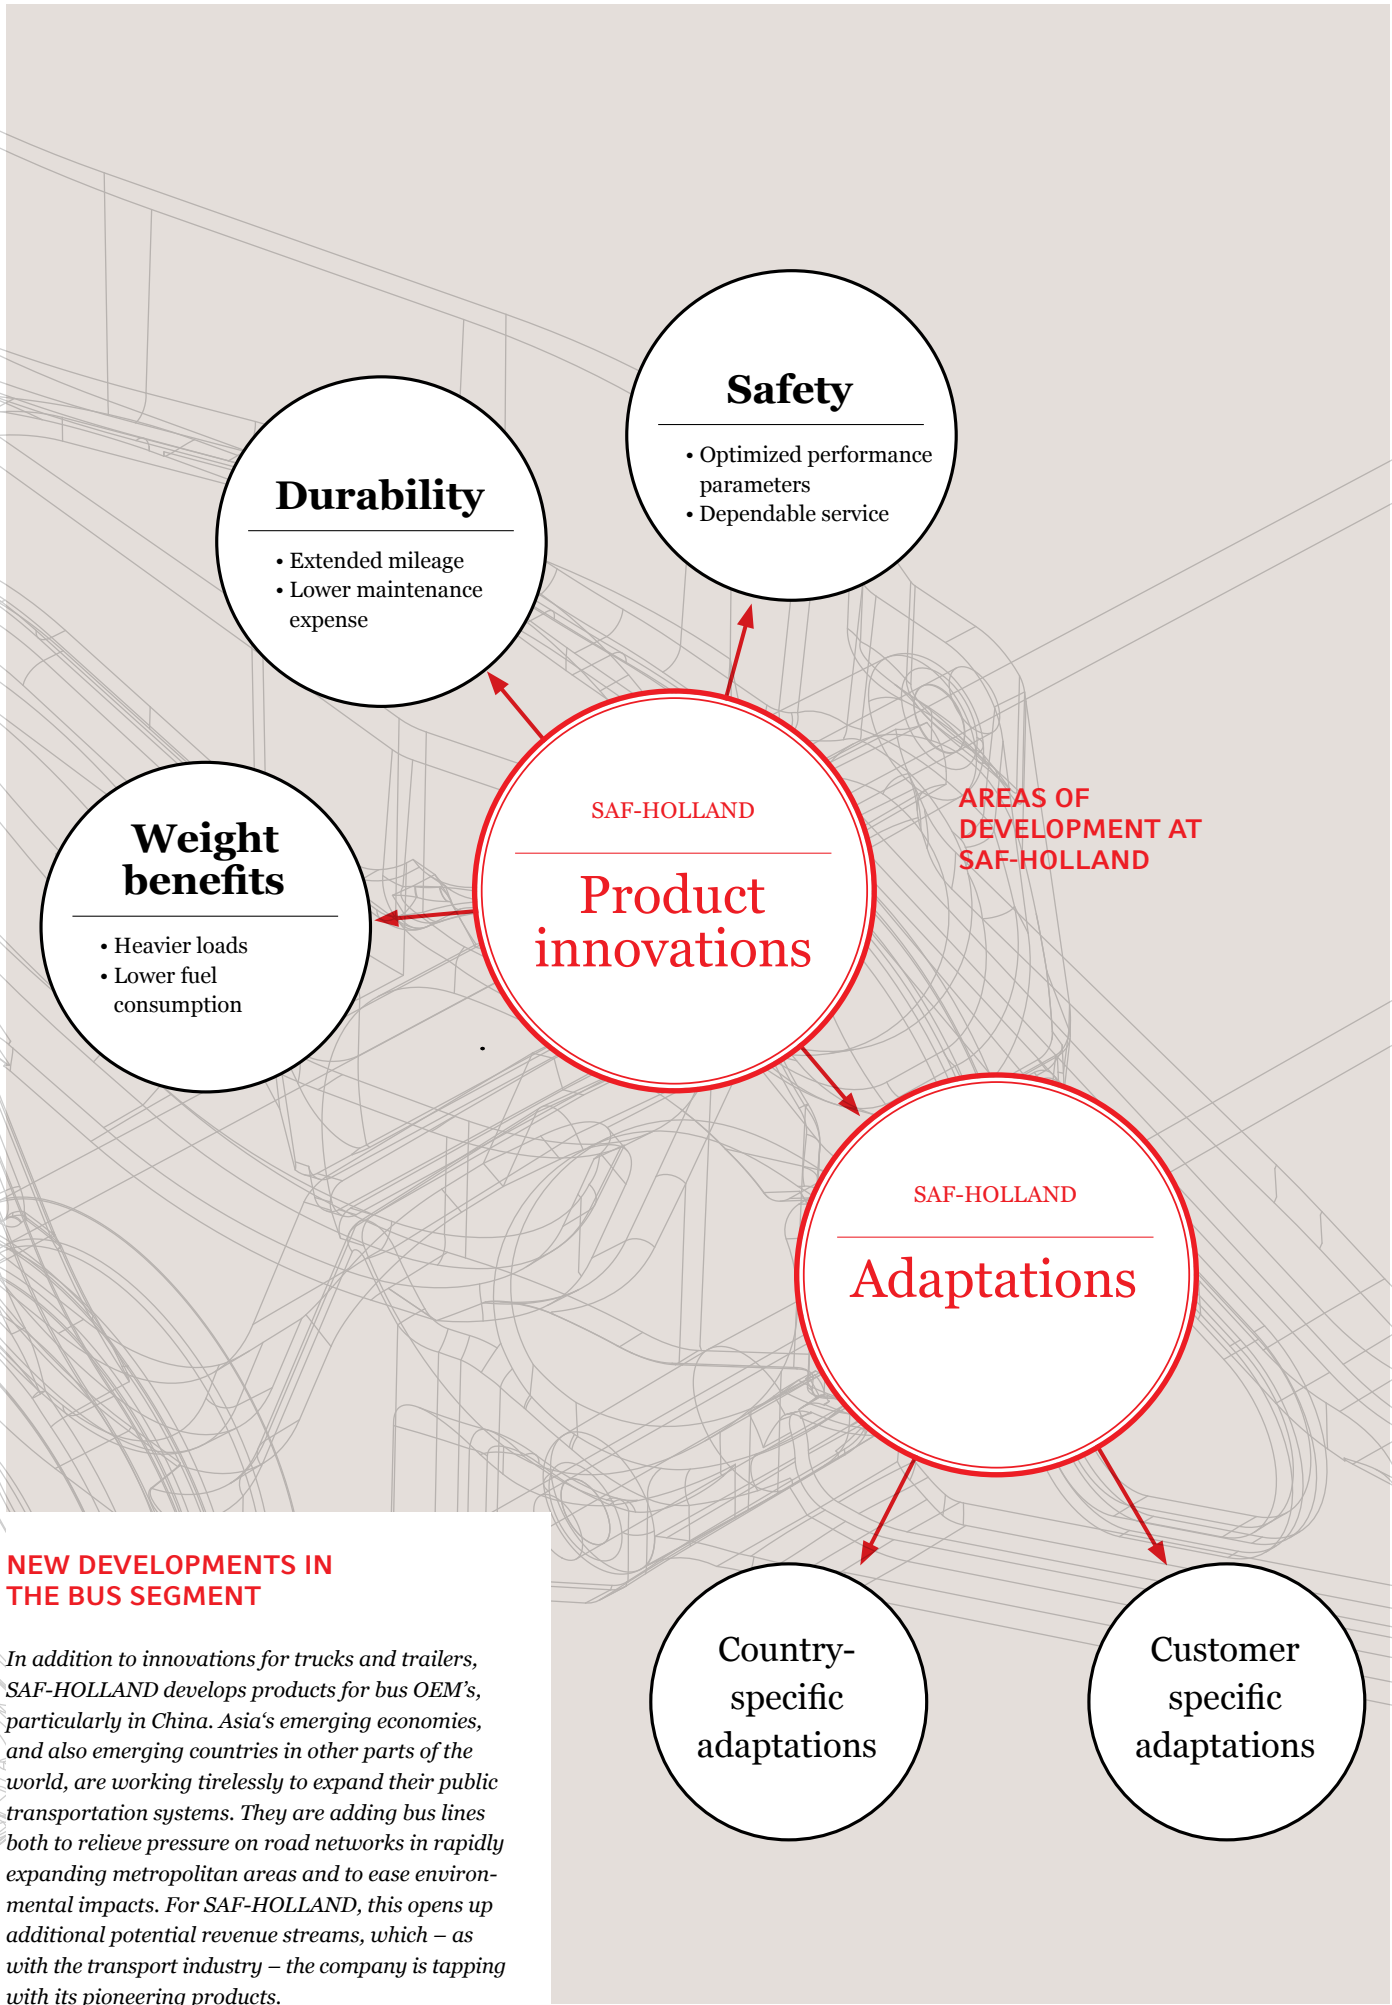 Safety
• Optimized performance
parameters
• Dependable service
Durability
• Extended mileage
• Lower maintenance
expense
Weight
benefits
• Heavier loads
• Lower fuel
consumption
SAF-HOLLAND
Product
innovations
AREAS OF
DEVELOPMENT AT
SAF-HOLLAND
SAF-HOLLAND
Adaptations
Country-
specific
adaptations
Customer
specific
adaptations
NEW DEVELOPMENTS IN
THE BUS SEGMENT
In addition to innovations for trucks and trailers,
SAF-HOLLAND develops products for bus OEM’s,
particularly in China. Asia‘s emerging economies,
and also emerging countries in other parts of the
world, are working tirelessly to expand their public
transportation systems. They are adding bus lines
both to relieve pressure on road networks in rapidly
expanding metropolitan areas and to ease environ-
mental impacts. For SAF-HOLLAND, this opens up
additional potential revenue streams, which – as
with the transport industry – the company is tapping
with its pioneering products.